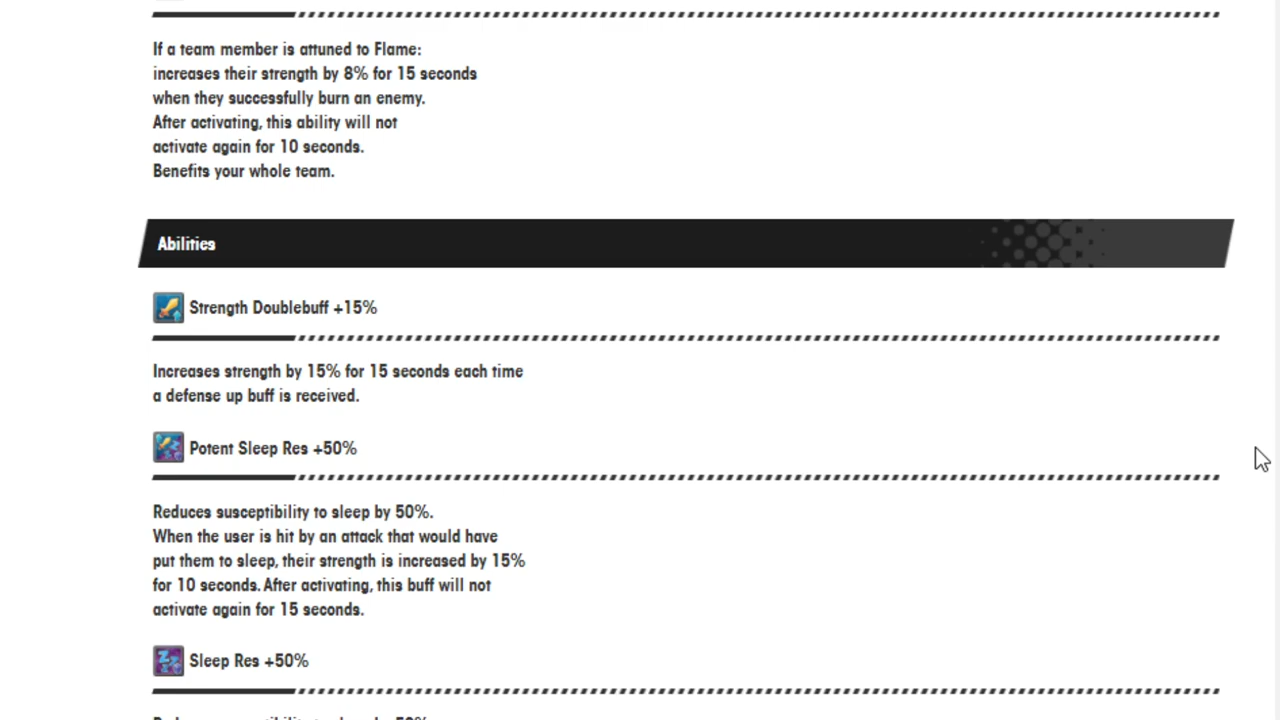 If a team member is attuned to Flame:
increases their strength by 8% for 15 seconds
when they successfully burn an enemy.
After activating, this ability will not
activate again for 10 seconds.
Benefits your whole team.
Abilities
Strength Doublebuff +15%
Increases strength by 15% for 15 seconds each time
a defense up buff is received.
Potent Sleep Res +50%
Reduces susceptibility to sleep by 50%.
When the user is hit by an attack that would have
put them to sleep, their strength is increased by 15%
for 10 seconds. After activating, this buff will not
activate again for 15 seconds.
Sleep Res +50%